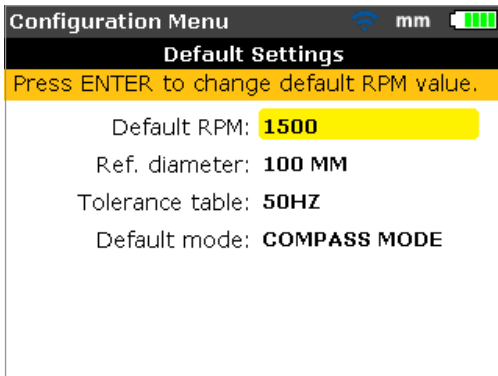 Configuration Menu mm
Default Settings
Press ENTER to change default RPM value.
Default RPM: 1500
Ref. diameter: 100 MM
Tolerance table: 50HZ
Default mode: COMPASS MODE